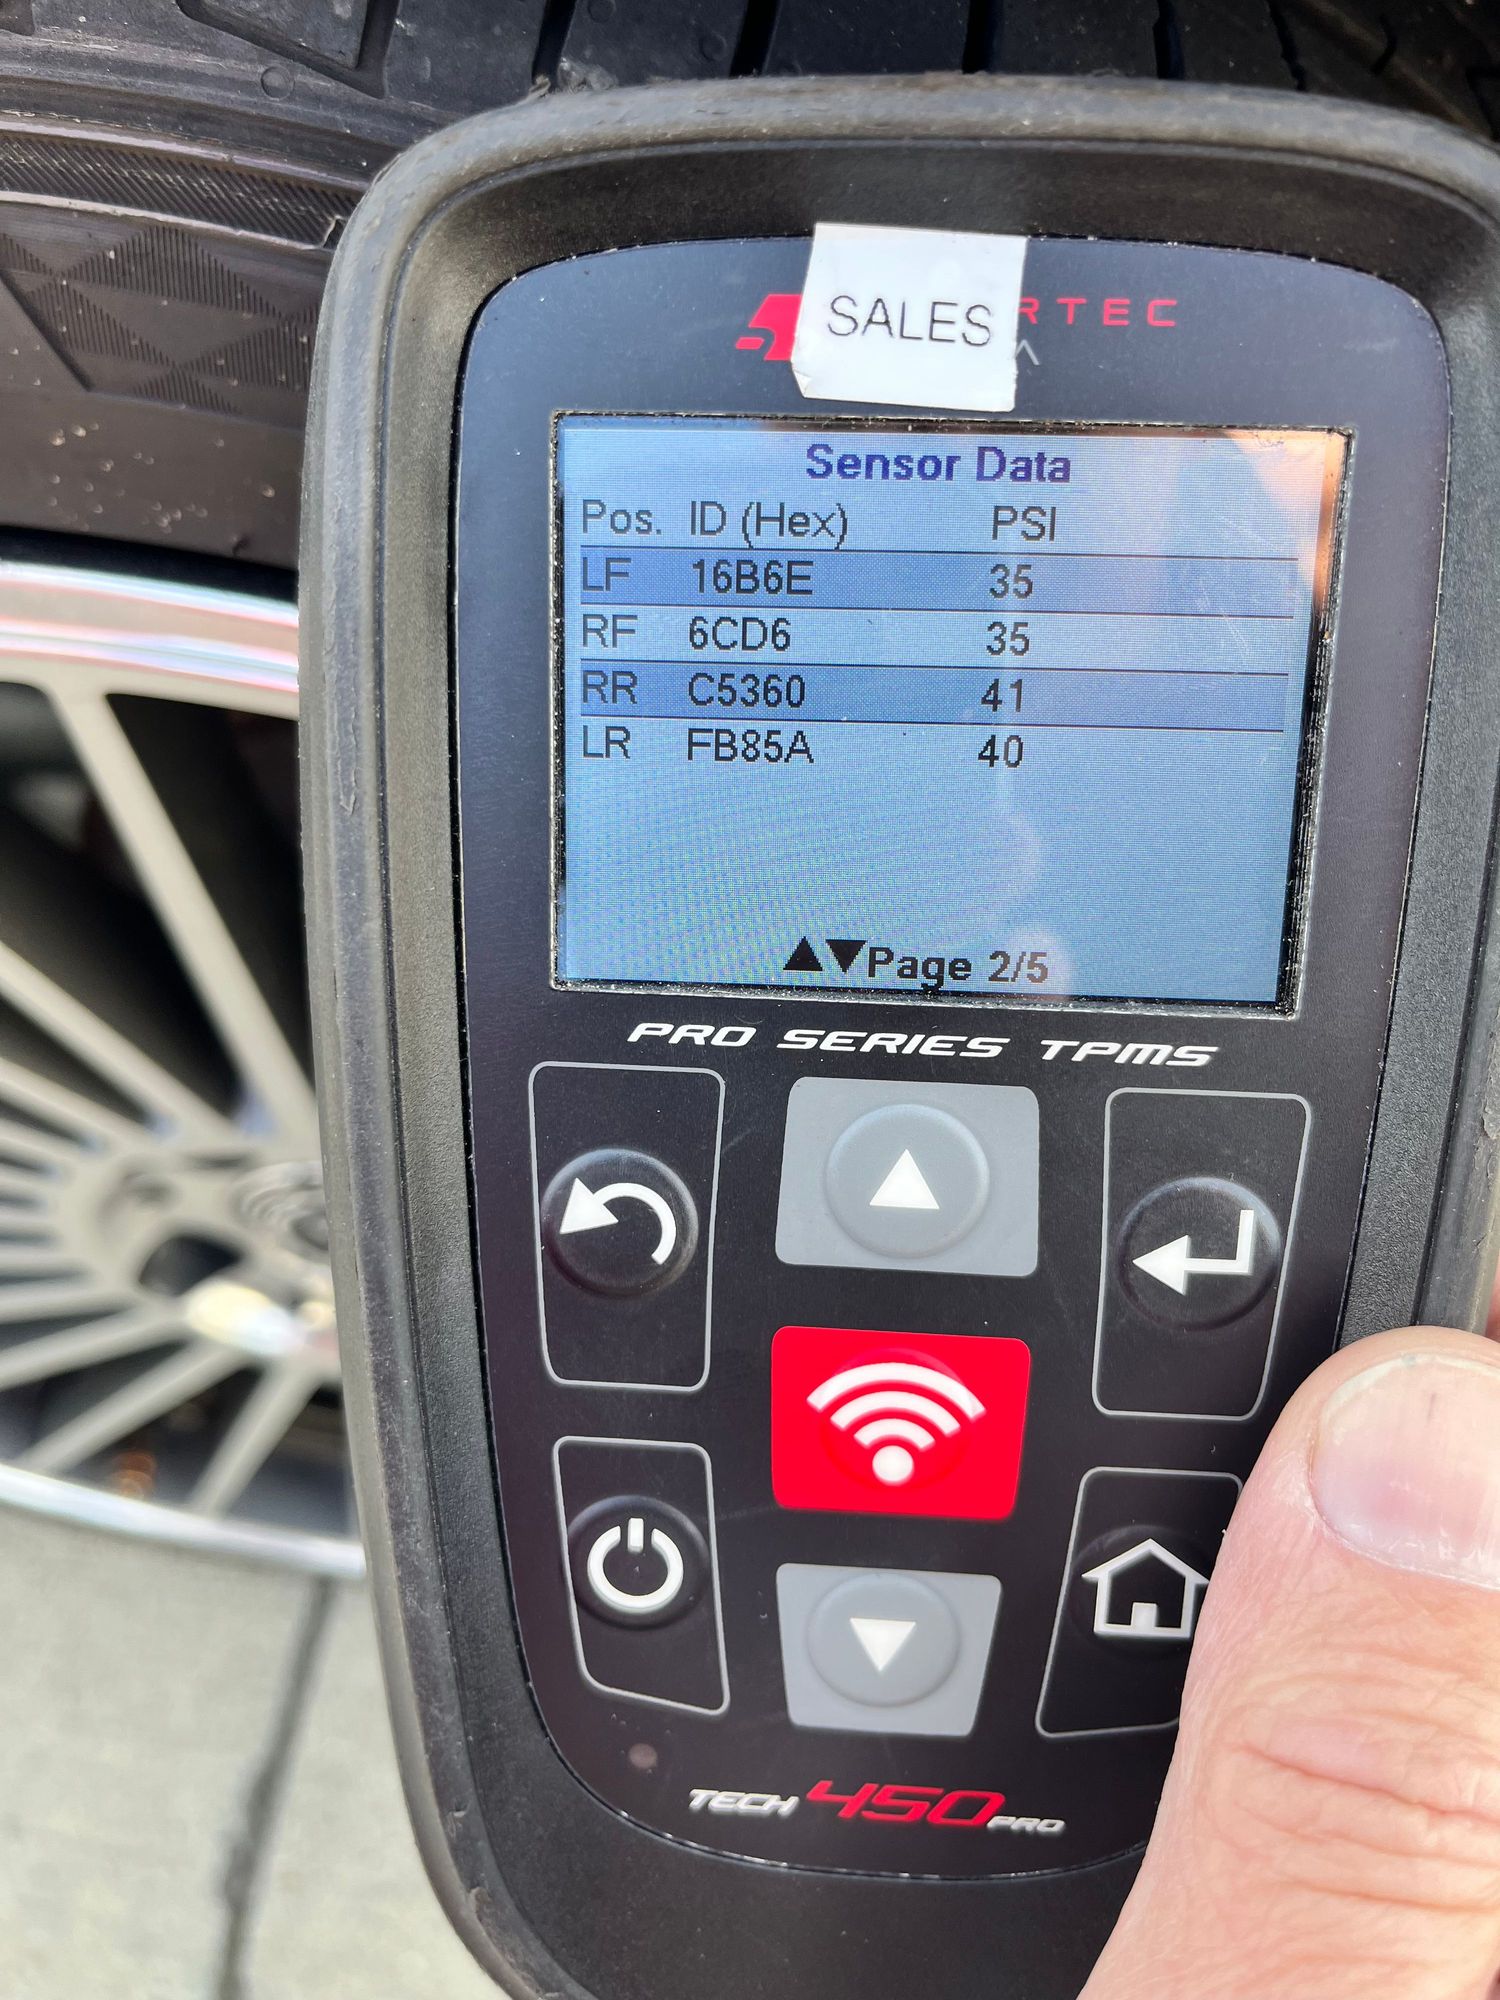 SALES
RTEC
Sensor Data
Pos. ID (Hex) PSI
LF 16B6E 35
RF 6CD6 35
RR C5360 41
LR FB85A 40
▲▼Page 2/5
PRO SERIES TPMS
TECH 450 PRO